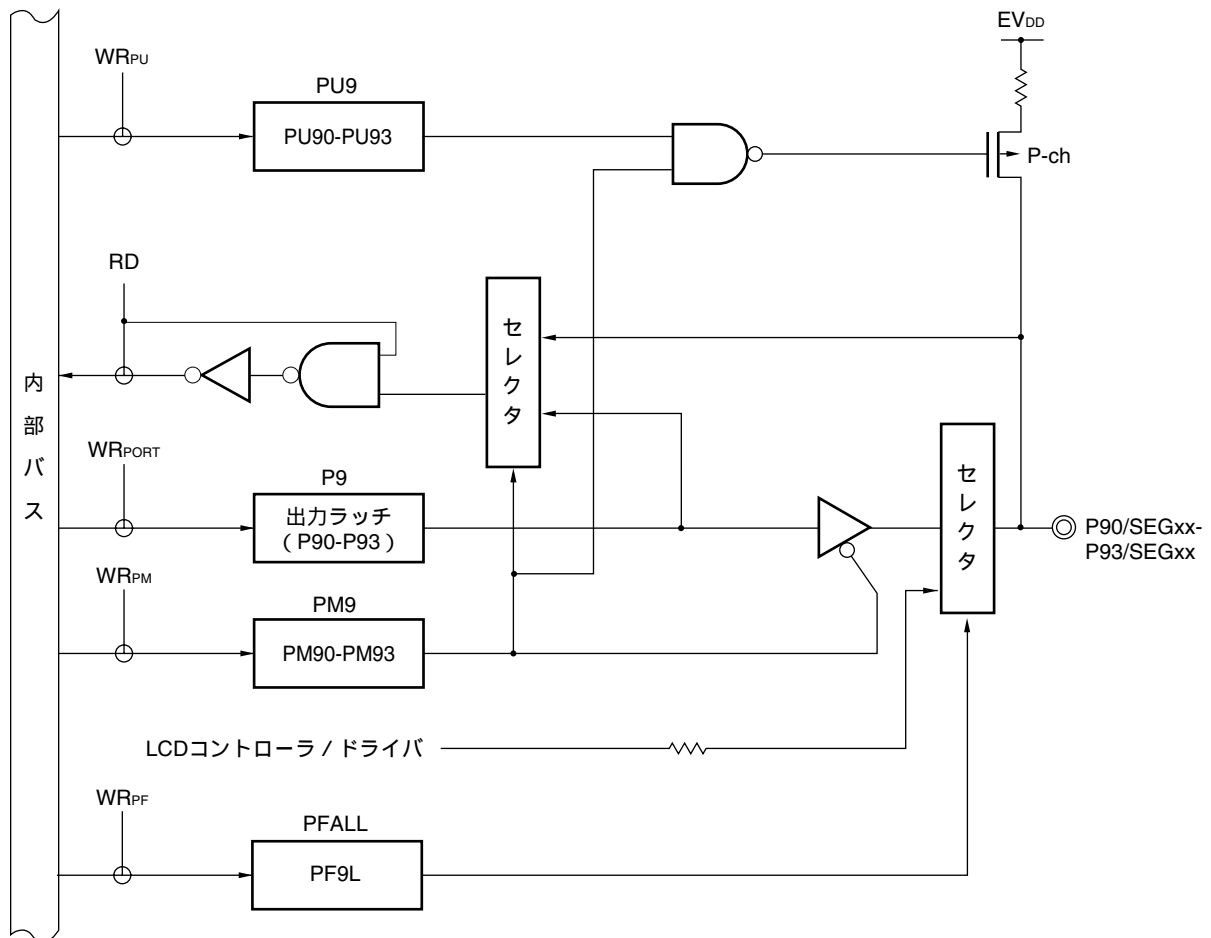 EVDD
WRPU
PU9
PU90-PU93
P-ch
RD
セレクタ
内部バス
WRPORT
P9
出力ラッチ
(P90-P93)
セレクタ
P90/SEGxx-
P93/SEGxx
WRPM
PM9
PM90-PM93
LCDコントローラ / ドライバ
WRPF
PFALL
PF9L